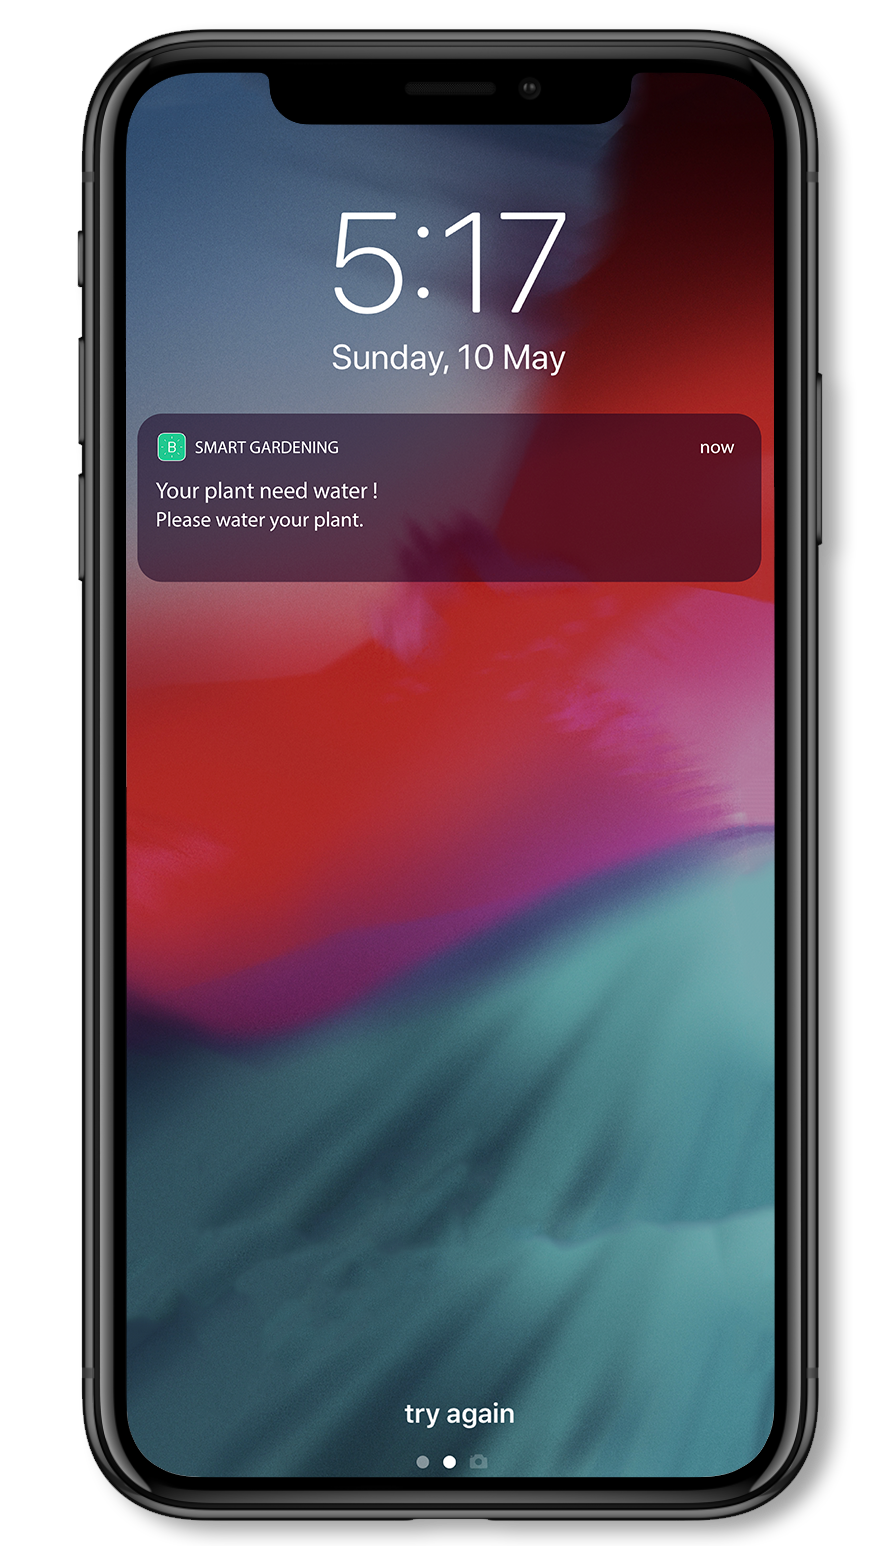 5:17
Sunday, 10 May
B SMART GARDENING now
Your plant need water !
Please water your plant.
try again